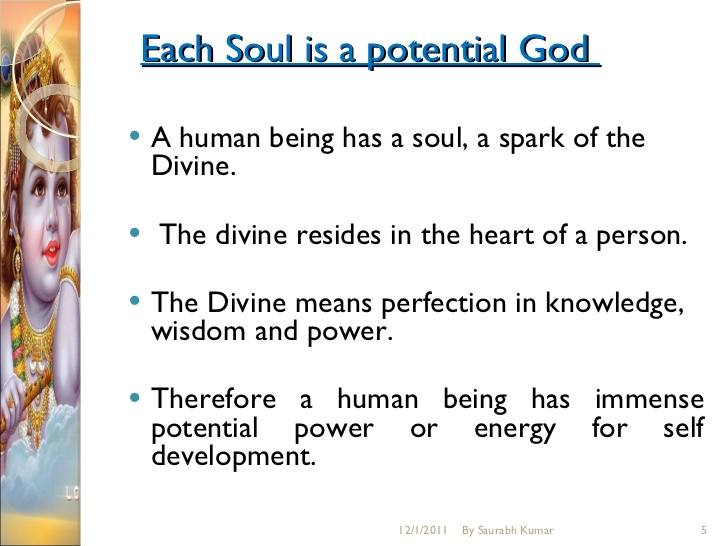 Each Soul is a potential God
• A human being has a soul, a spark of the
Divine.
• The divine resides in the heart of a person.
• The Divine means perfection in knowledge,
wisdom and power.
• Therefore a human being has immense
potential power or energy for self
development.
12/1/2011 By Saurabh Kumar 5